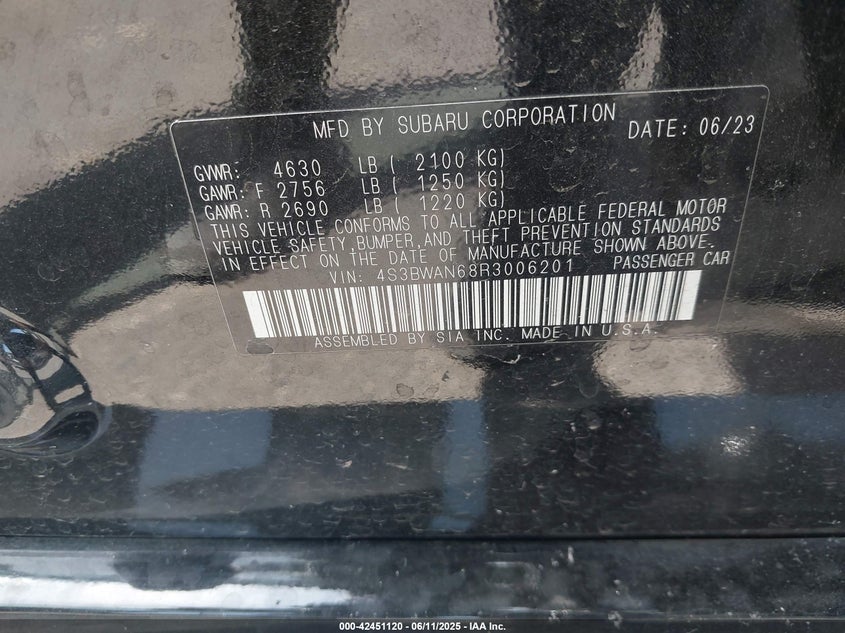 MFD BY SUBARU CORPORATION DATE: 06/23
GVWR: 4630 LB ( 2100 KG)
GAWR: F 2756 LB ( 1250 KG)
GAWR: R 2690 LB ( 1220 KG)
THIS VEHICLE CONFORMS TO ALL APPLICABLE FEDERAL MOTOR
VEHICLE SAFETY,BUMPER,AND THEFT PREVENTION STANDARDS
IN EFFECT ON THE DATE OF MANUFACTURE SHOWN ABOVE.
VIN: 4S3BWAN68R3006201 PASSENGER CAR
ASSEMBLED BY SIA INC. MADE IN U.S.A.
000-42451120 - 06/11/2025 - IAA Inc.